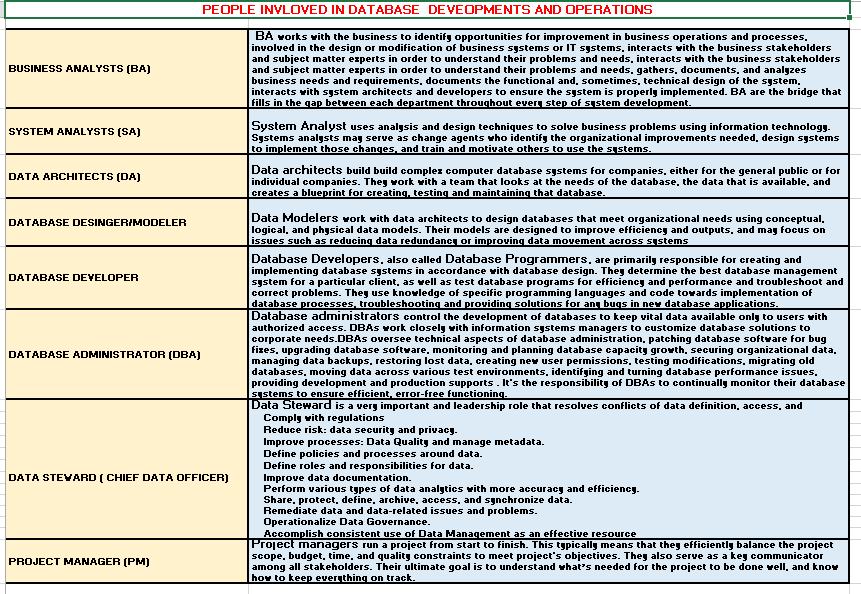 PEOPLE INVLOVED IN DATABASE DEVEOPMENTS AND OPERATIONS
BUSINESS ANALYSTS (BA)
BA works with the business to identify opportunities for improvement in business operations and processes,
involved in the design or modification of business systems or IT systems, interacts with the business stakeholders
and subject matter experts in order to understand their problems and needs, interacts with the business stakeholders
and subject matter experts in order to understand their problems and needs, gathers, documents, and analyzes
business needs and requirements, documents the functional and, sometimes, technical design of the system,
interacts with system architects and developers to ensure the system is properly implemented. BA are the bridge that
fills in the gap between each department throughout every step of system development.
SYSTEM ANALYSTS (SA)
System Analyst uses analysis and design techniques to solve business problems using information technology.
Systems analysts may serve as change agents who identify the organizational improvements needed, design systems
to implement those changes, and train and motivate others to use the systems.
DATA ARCHITECTS (DA)
Data architects build build complex computer database systems for companies, either for the general public or for
individual companies. They work with a team that looks at the needs of the database, the data that is available, and
creates a blueprint for creating, testing and maintaining that database.
DATABASE DESINGER/MODELER
Data Modelers work with data architects to design databases that meet organizational needs using conceptual,
logical, and physical data models. Their models are designed to improve efficiency and outputs, and may focus on
issues such as reducing data redundancy or improving data movement across systems
DATABASE DEVELOPER
Database Developers, also called Database Programmers, are primarily responsible for creating and
implementing database systems in accordance with database design. They determine the best database management
system for a particular client, as well as test database programs for efficiency and performance and troubleshoot and
correct problems. They use knowledge of specific programming languages and code towards implementation of
database processes, troubleshooting and providing solutions for any bugs in new database applications.
DATABASE ADMINISTRATOR (DBA)
Database administrators control the development of databases to keep vital data available only to users with
authorized access. DBAs work closely with information systems managers to customize database solutions to
corporate needs.DBAs oversee technical aspects of database administration, patching database software for bug
fixes, upgrading database software, monitoring and planning database capacity growth, securing organizational data,
managing data backups, restoring lost data, creating new user permissions, testing modifications, migrating old
databases, moving data across various test environments, identifying and turning database performance issues,
providing development and production supports . It's the responsibility of DBAs to continually monitor their database
systems to ensure efficient, error-free functioning.
DATA STEWARD ( CHIEF DATA OFFICER)
Data Steward is a very important and leadership role that resolves conflicts of data definition, access, and
Comply with regulations
Reduce risk: data security and privacy.
Improve processes: Data Quality and manage metadata.
Define policies and processes around data.
Define roles and responsibilities for data.
Improve data documentation.
Perform various types of data analytics with more accuracy and efficiency.
Share, protect, define, archive, access, and synchronize data.
Remediate data and data-related issues and problems.
Operationalize Data Governance.
Accomplish consistent use of Data Management as an effective resource
PROJECT MANAGER (PM)
Project managers run a project from start to finish. This typically means that they efficiently balance the project
scope, budget, time, and quality constraints to meet project's objectives. They also serve as a key communicator
among all stakeholders. Their ultimate goal is to understand what's needed for the project to be done well, and know
how to keep everything on track.